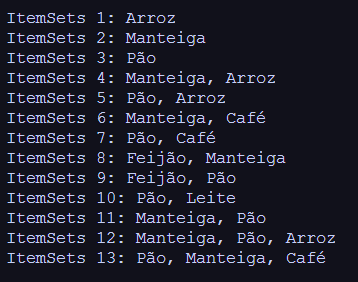 ItemSets 1: Arroz
ItemSets 2: Manteiga
ItemSets 3: Pão
ItemSets 4: Manteiga, Arroz
ItemSets 5: Pão, Arroz
ItemSets 6: Manteiga, Café
ItemSets 7: Pão, Café
ItemSets 8: Feijão, Manteiga
ItemSets 9: Feijão, Pão
ItemSets 10: Pão, Leite
ItemSets 11: Manteiga, Pão
ItemSets 12: Manteiga, Pão, Arroz
ItemSets 13: Pão, Manteiga, Café